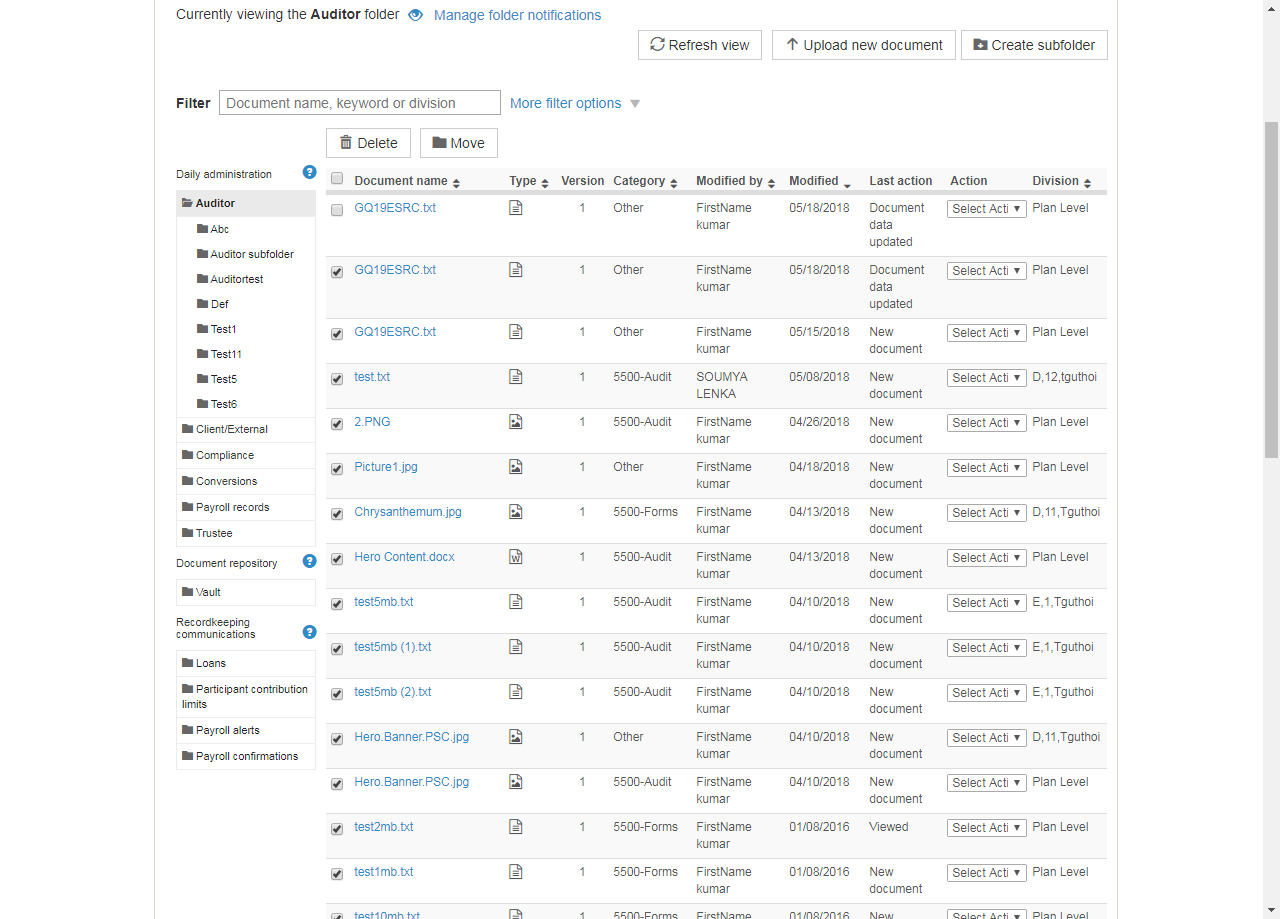 Currently viewing the Auditor folder Manage folder notifications
Refresh view Upload new document Create subfolder
Filter Document name, keyword or division More filter options
Delete Move
Daily administration ?
Auditor
Abc
Auditor subfolder
Auditortest
Def
Test1
Test11
Test5
Test6
Client/External
Compliance
Conversions
Payroll records
Trustee
Document repository ?
Vault
Recordkeeping
communications ?
Loans
Participant contribution
limits
Payroll alerts
Payroll confirmations
Document name Type Version Category Modified by Modified Last action Action Division
GQ19ESRC.txt 1 Other FirstName 05/18/2018 Document Select Acti Plan Level
kumar data
updated
GQ19ESRC.txt 1 Other FirstName 05/18/2018 Document Select Acti Plan Level
kumar data
updated
GQ19ESRC.txt 1 Other FirstName 05/15/2018 New Select Acti Plan Level
kumar document
test.txt 1 5500-Audit SOUMYA 05/08/2018 New Select Acti D,12,tguthoi
LENKA document
2.PNG 1 5500-Audit FirstName 04/26/2018 New Select Acti Plan Level
kumar document
Picture1.jpg 1 Other FirstName 04/18/2018 New Select Acti Plan Level
kumar document
Chrysanthemum.jpg 1 5500-Forms FirstName 04/13/2018 New Select Acti D,11,Tguthoi
kumar document
Hero Content.docx W 1 5500-Audit FirstName 04/13/2018 New Select Acti Plan Level
kumar document
test5mb.txt 1 5500-Audit FirstName 04/10/2018 New Select Acti E,1,Tguthoi
kumar document
test5mb (1).txt 1 5500-Audit FirstName 04/10/2018 New Select Acti E,1,Tguthoi
kumar document
test5mb (2).txt 1 5500-Audit FirstName 04/10/2018 New Select Acti E,1,Tguthoi
kumar document
Hero.Banner.PSC.jpg 1 Other FirstName 04/10/2018 New Select Acti D,11,Tguthoi
kumar document
Hero.Banner.PSC.jpg 1 5500-Audit FirstName 04/10/2018 New Select Acti Plan Level
kumar document
test2mb.txt 1 5500-Forms FirstName 01/08/2016 Viewed Select Acti Plan Level
kumar
test1mb.txt 1 5500-Forms FirstName 01/08/2016 New Select Acti Plan Level
kumar document
test10mb.txt 1 5500-Forms FirstName 01/08/2016 New Select Acti Plan Level